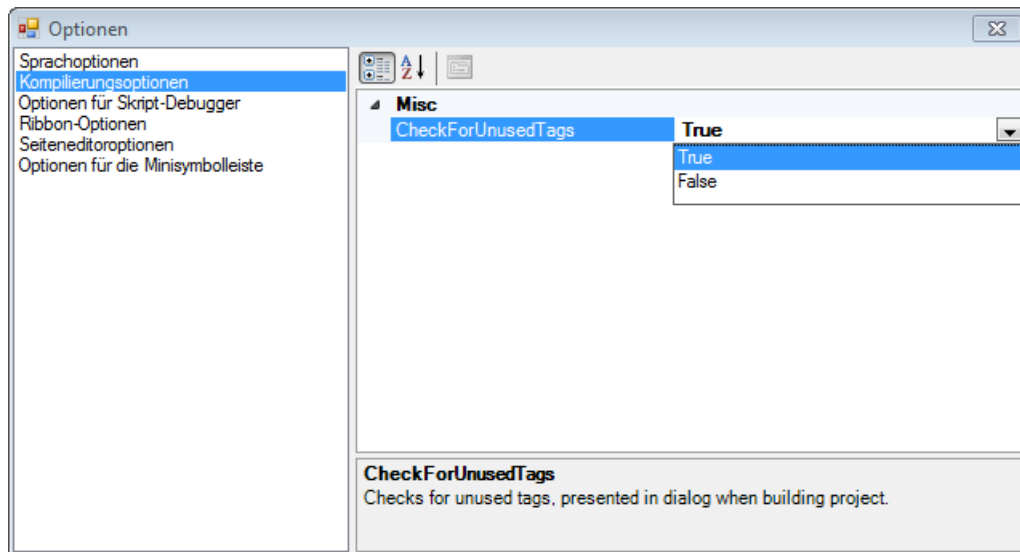 Optionen
Sprachoptionen
Kompilierungsoptionen
Optionen für Skript-Debugger
Ribbon-Optionen
Seiteneditoroptionen
Optionen für die Minisymbolleiste
A
Z
Misc
CheckForUnusedTags True
True
False
CheckForUnusedTags
Checks for unused tags, presented in dialog when building project.